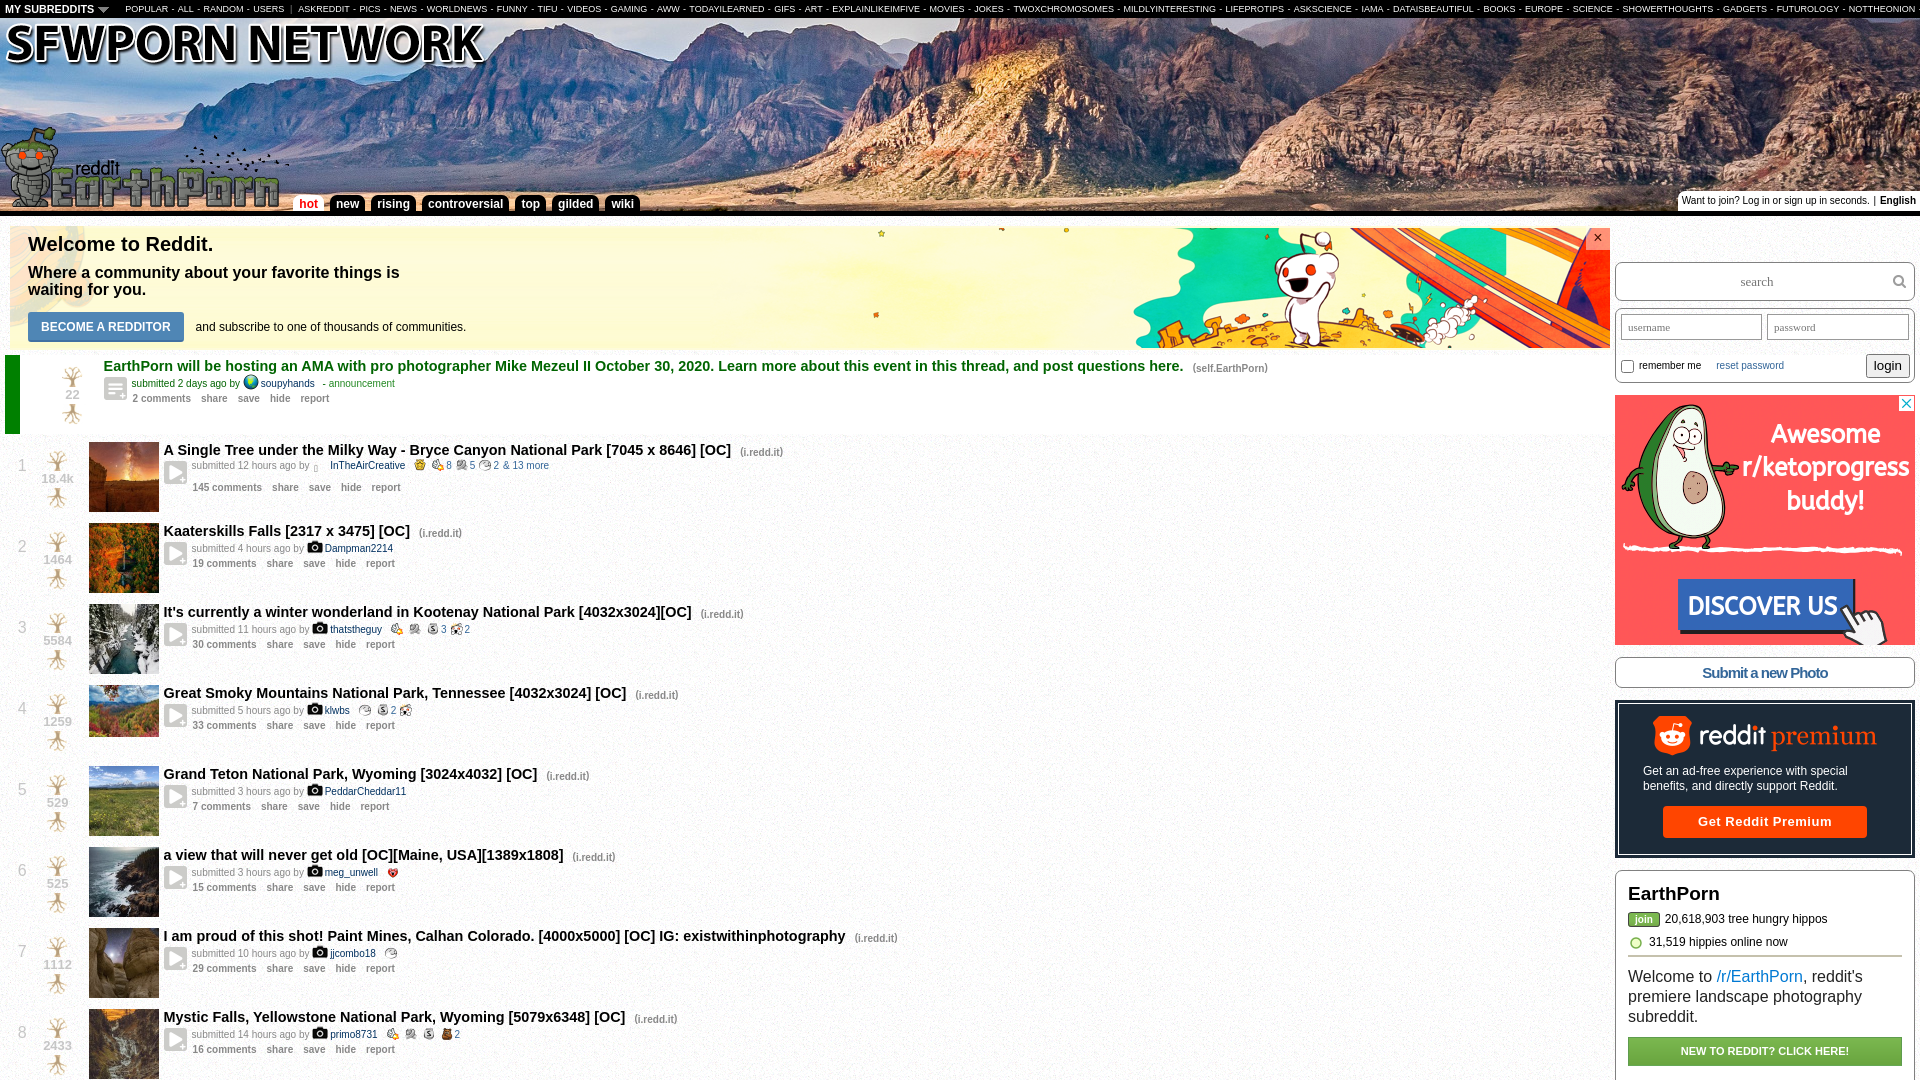 MY SUBREDDITS POPULAR - ALL - RANDOM - USERS | ASKREDDIT - PICS - NEWS - WORLDNEWS - FUNNY - TIFU - VIDEOS - GAMING - AWW - TODAYILEARNED - GIFS - ART - EXPLAINLIKEIMFIVE - MOVIES - JOKES - TWOXCHROMOSOMES - MILDLYINTERESTING - LIFEPROTIPS - ASKSCIENCE - IAMA - DATAISBEAUTIFUL - BOOKS - EUROPE - SCIENCE - SHOWERTHOUGHTS - GADGETS - FUTUROLOGY - NOTTHEONION
SFWPORN NETWORK
reddit
EarthPorn
hot new rising controversial top gilded wiki
Want to join? Log in or sign up in seconds. | English
Welcome to Reddit.
Where a community about your favorite things is
waiting for you.
BECOME A REDDITOR and subscribe to one of thousands of communities.
×
22
EarthPorn will be hosting an AMA with pro photographer Mike Mezeul II October 30, 2020. Learn more about this event in this thread, and post questions here. (self.EarthPorn)
submitted 2 days ago by soupyhands - announcement
2 comments share save hide report
1
18.4k
A Single Tree under the Milky Way - Bryce Canyon National Park [7045 x 8646] [OC] (i.redd.it)
submitted 12 hours ago by InTheAirCreative 8 5 2 & 13 more
145 comments share save hide report
2
1464
Kaaterskills Falls [2317 x 3475] [OC] (i.redd.it)
submitted 4 hours ago by Dampman2214
19 comments share save hide report
3
5584
It's currently a winter wonderland in Kootenay National Park [4032x3024][OC] (i.redd.it)
submitted 11 hours ago by thatstheguy 3 2
30 comments share save hide report
4
1259
Great Smoky Mountains National Park, Tennessee [4032x3024] [OC] (i.redd.it)
submitted 5 hours ago by klwbs 2
33 comments share save hide report
5
529
Grand Teton National Park, Wyoming [3024x4032] [OC] (i.redd.it)
submitted 3 hours ago by PeddarCheddar11
7 comments share save hide report
6
525
a view that will never get old [OC][Maine, USA][1389x1808] (i.redd.it)
submitted 3 hours ago by meg_unwell
15 comments share save hide report
7
1112
I am proud of this shot! Paint Mines, Calhan Colorado. [4000x5000] [OC] IG: existwithinphotography (i.redd.it)
submitted 10 hours ago by jjcombo18
29 comments share save hide report
8
2433
Mystic Falls, Yellowstone National Park, Wyoming [5079x6348] [OC] (i.redd.it)
submitted 14 hours ago by primo8731 2
16 comments share save hide report
search
username password
remember me reset password login
Awesome
r/ketoprogress
buddy!
DISCOVER US
Submit a new Photo
reddit premium
Get an ad-free experience with special
benefits, and directly support Reddit.
Get Reddit Premium
EarthPorn
join 20,618,903 tree hungry hippos
31,519 hippies online now
Welcome to /r/EarthPorn, reddit's
premiere landscape photography
subreddit.
NEW TO REDDIT? CLICK HERE!